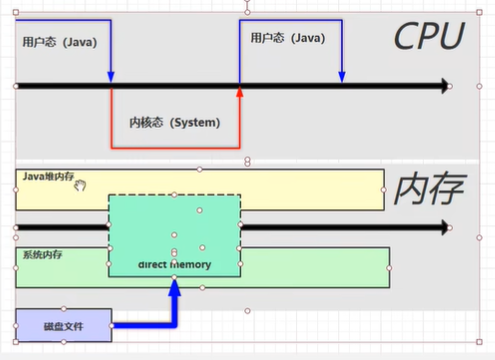 用户态（Java）
用户态（Java）
CPU
内核态（System）
Java堆内存
内存
系统内存
direct memory
磁盘文件